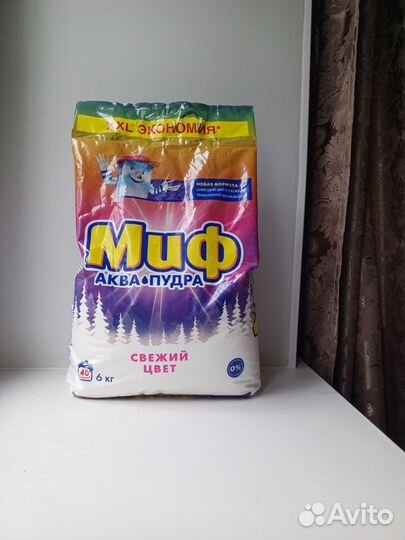 XXL ЭКОНОМИЯ*
НОВАЯ ФОРМУЛА
Миф
АКВА•ПУДРА
СВЕЖИЙ
ЦВЕТ
40
6 кг
0%
Avito